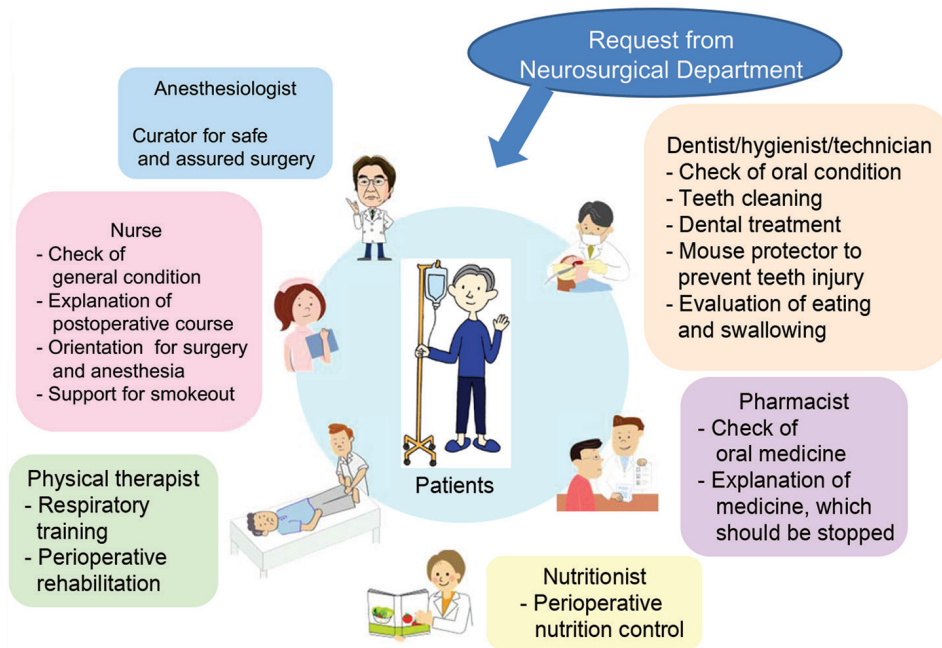 Request from
Neurosurgical Department
Anesthesiologist
Curator for safe
and assured surgery
Dentist/hygienist/technician
- Check of oral condition
- Teeth cleaning
- Dental treatment
- Mouse protector to
prevent teeth injury
- Evaluation of eating
and swallowing
Nurse
- Check of
general condition
- Explanation of
postoperative course
- Orientation for surgery
and anesthesia
- Support for smokeout
Pharmacist
- Check of
oral medicine
- Explanation of
medicine, which
should be stopped
Physical therapist
- Respiratory
training
- Perioperative
rehabilitation
Patients
Nutritionist
- Perioperative
nutrition control